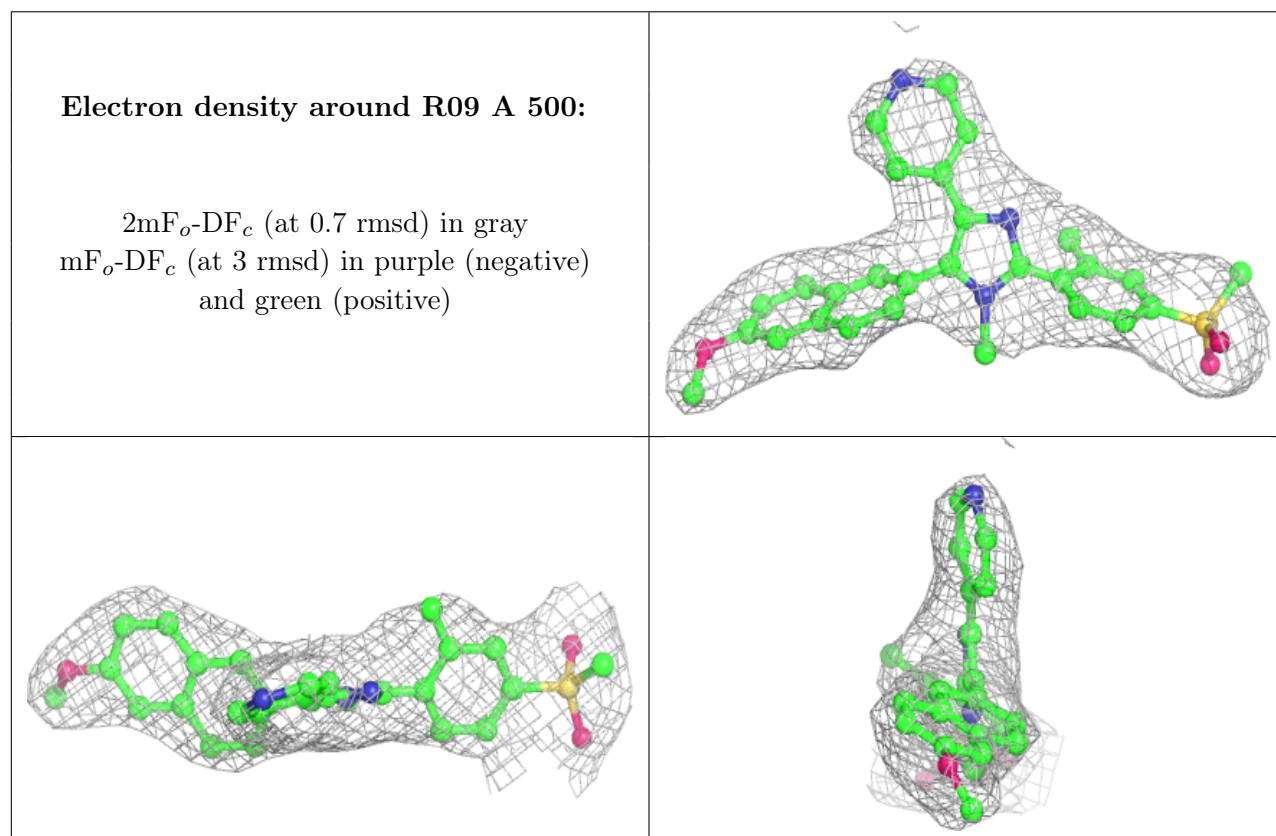 Electron density around R09 A 500:
2mFₒ-DF𝒸 (at 0.7 rmsd) in gray
mFₒ-DF𝒸 (at 3 rmsd) in purple (negative)
and green (positive)